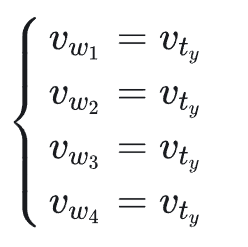 v_{w_1} = v_{t_y}
v_{w_2} = v_{t_y}
v_{w_3} = v_{t_y}
v_{w_4} = v_{t_y}